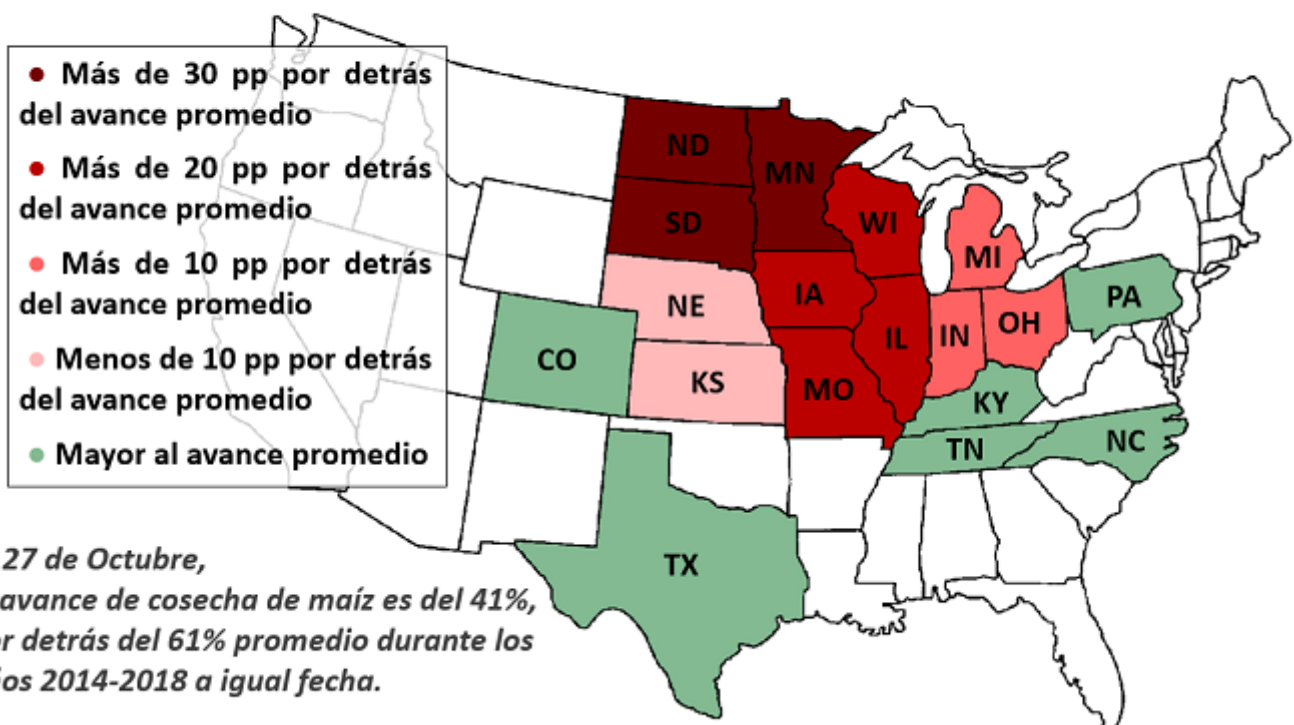 ● Más de 30 pp por detrás
del avance promedio
● Más de 20 pp por detrás
del avance promedio
● Más de 10 pp por detrás
del avance promedio
● Menos de 10 pp por detrás
del avance promedio
● Mayor al avance promedio
ND
MN
SD
WI
MI
NE
IA
PA
IL
IN
OH
CO
KS
MO
KY
TN
NC
TX
27 de Octubre,
avance de cosecha de maíz es del 41%,
r detrás del 61% promedio durante los
ios 2014-2018 a igual fecha.